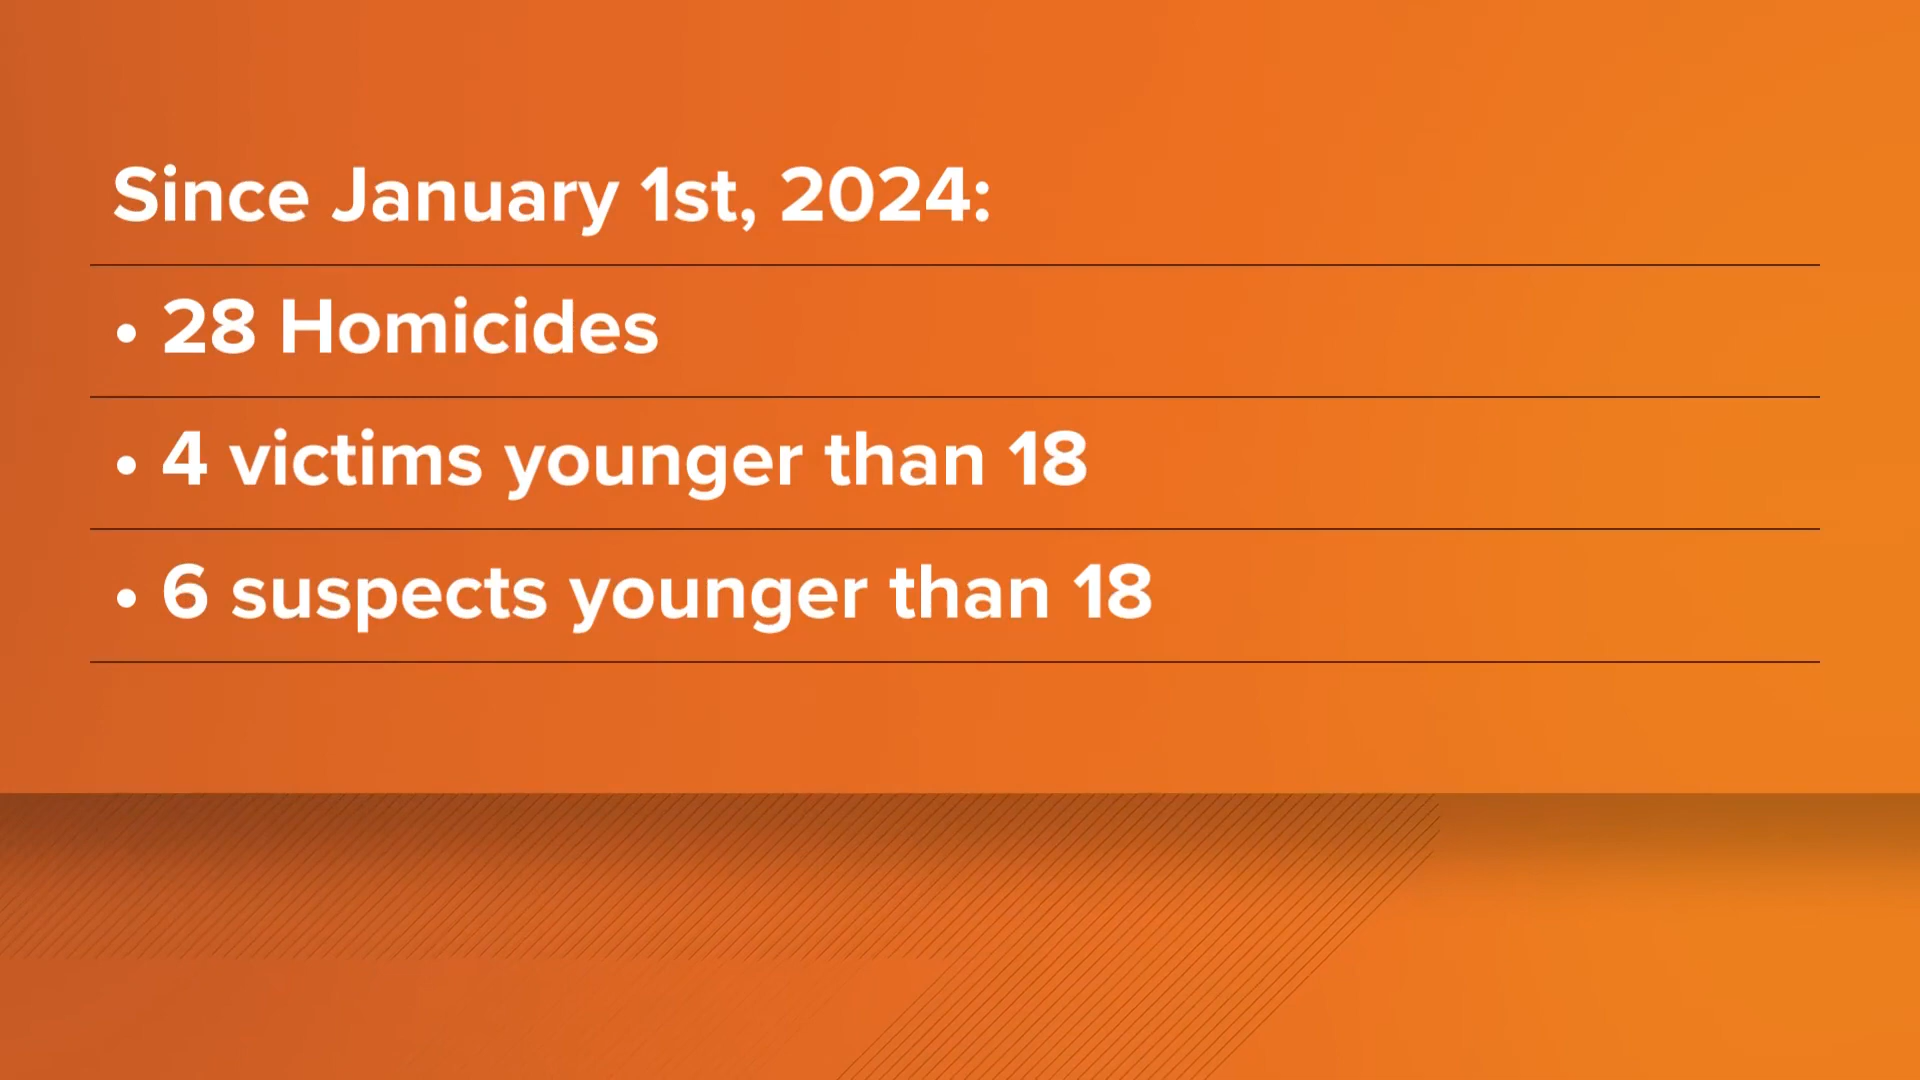 Since January 1st, 2024:
• 28 Homicides
• 4 victims younger than 18
• 6 suspects younger than 18